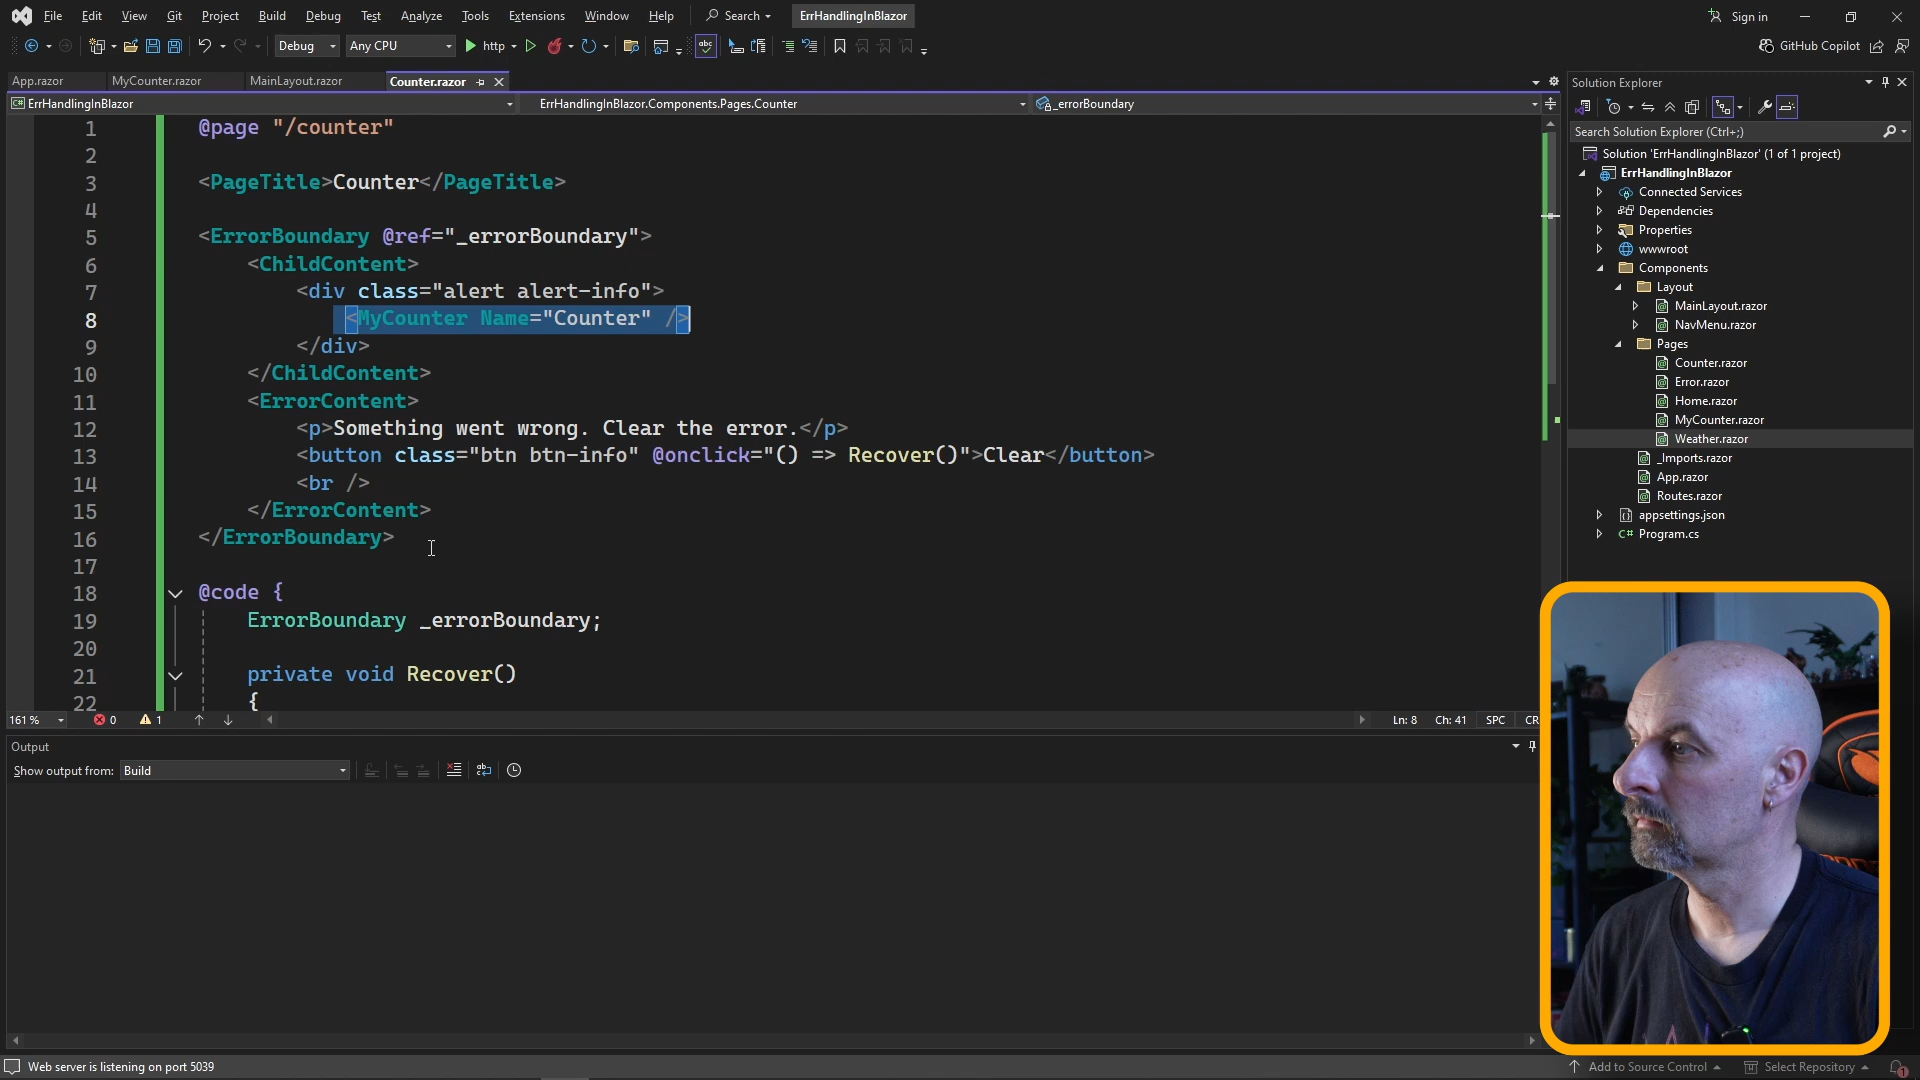 File Edit View Git Project Build Debug Test Analyze Tools Extensions Window Help Search ErrHandlingInBlazor Sign in
Debug Any CPU http GitHub Copilot
App.razor MyCounter.razor MainLayout.razor Counter.razor
ErrHandlingInBlazor ErrHandlingInBlazor.Components.Pages.Counter _errorBoundary
1 @page "/counter"
2
3 <PageTitle>Counter</PageTitle>
4
5 <ErrorBoundary @ref="_errorBoundary">
6 <ChildContent>
7 <div class="alert alert-info">
8 <MyCounter Name="Counter" />
9 </div>
10 </ChildContent>
11 <ErrorContent>
12 <p>Something went wrong. Clear the error.</p>
13 <button class="btn btn-info" @onclick="() => Recover()">Clear</button>
14 <br />
15 </ErrorContent>
16 </ErrorBoundary>
17
18 @code {
19 ErrorBoundary _errorBoundary;
20
21 private void Recover()
22 {
161 % 0 1 Ln: 8 Ch: 41 SPC CR
Output
Show output from: Build
Web server is listening on port 5039
Solution Explorer
Search Solution Explorer (Ctrl+;)
Solution 'ErrHandlingInBlazor' (1 of 1 project)
ErrHandlingInBlazor
Connected Services
Dependencies
Properties
wwwroot
Components
Layout
MainLayout.razor
NavMenu.razor
Pages
Counter.razor
Error.razor
Home.razor
MyCounter.razor
Weather.razor
_Imports.razor
App.razor
Routes.razor
appsettings.json
C# Program.cs
Add to Source Control Select Repository 1